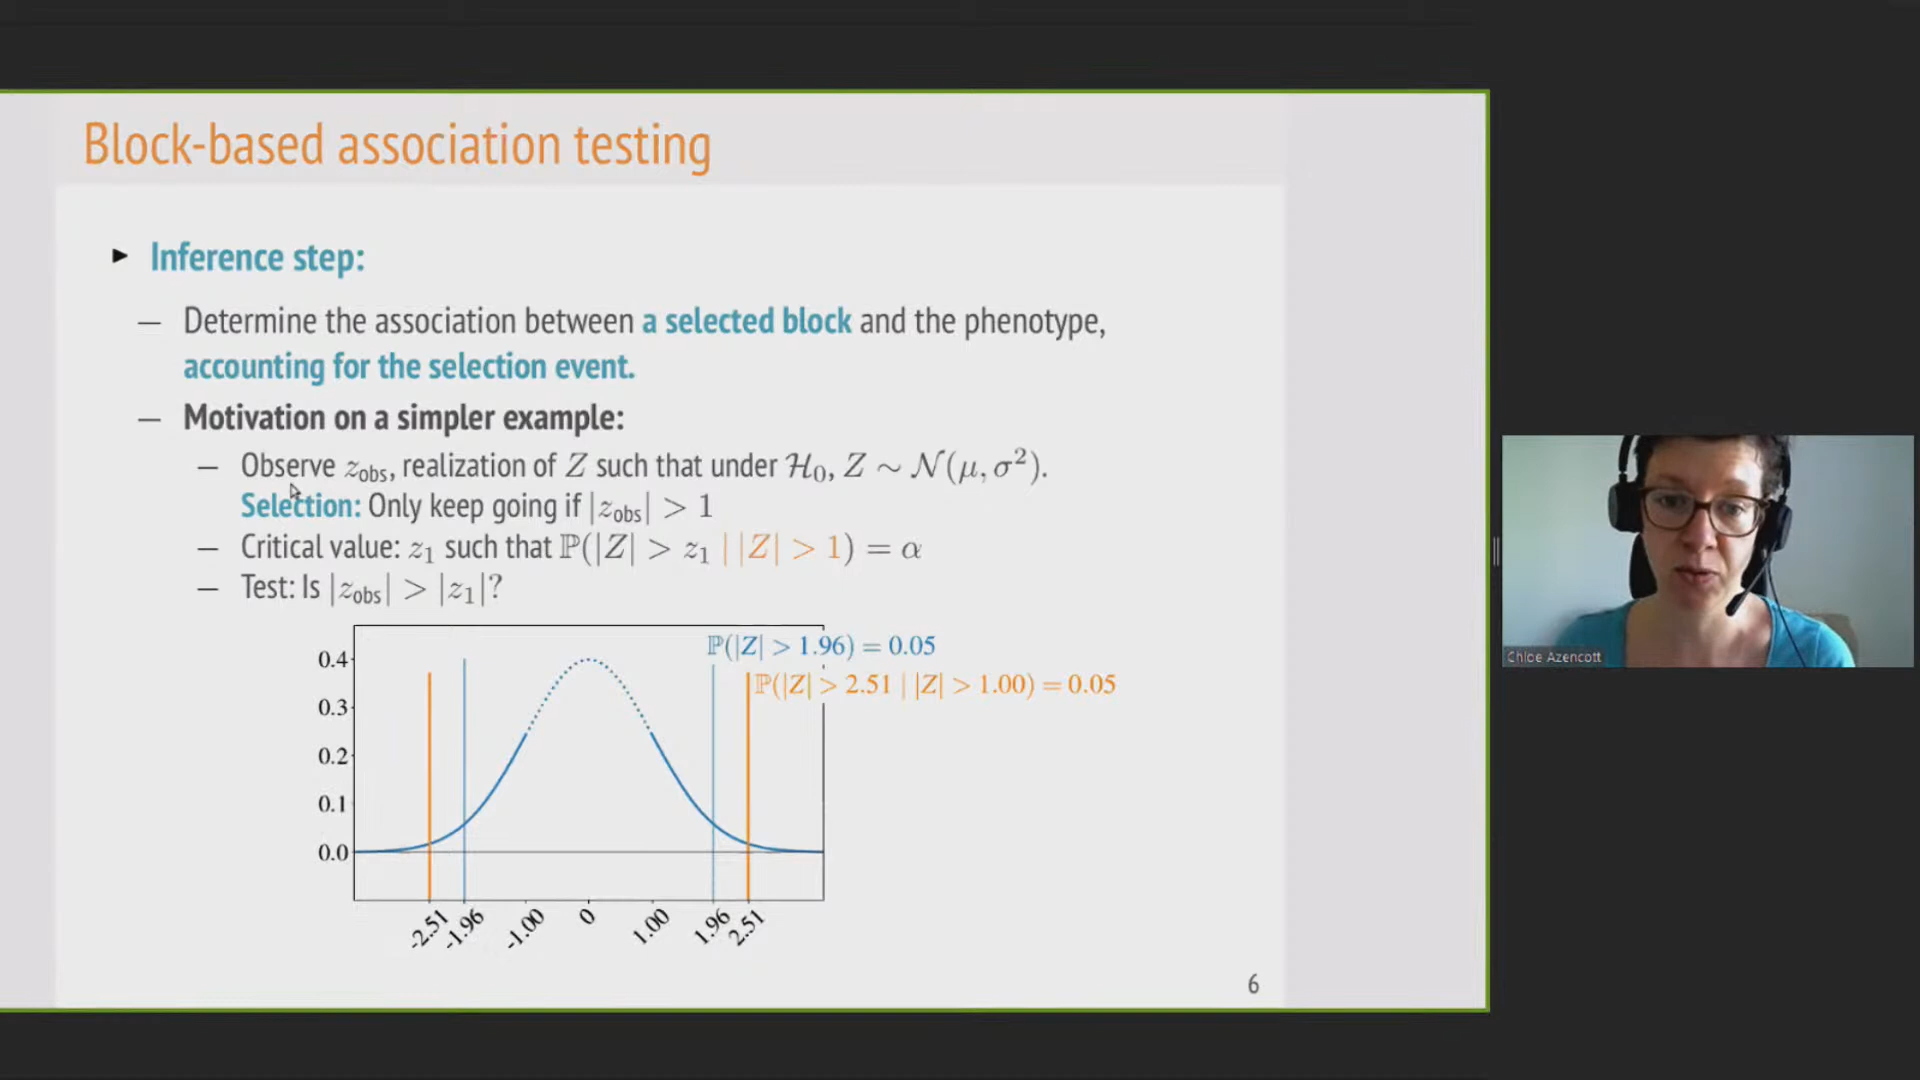 Block-based association testing
► Inference step:
— Determine the association between a selected block and the phenotype,
accounting for the selection event.
— Motivation on a simpler example:
— Observe z_obs, realization of Z such that under ℋ₀, Z ∼ 𝒩(μ, σ²).
Selection: Only keep going if |z_obs| > 1
— Critical value: z₁ such that ℙ(|Z| > z₁ | |Z| > 1) = α
— Test: Is |z_obs| > |z₁|?
ℙ(|Z| > 1.96) = 0.05
ℙ(|Z| > 2.51 | |Z| > 1.00) = 0.05
0.4
0.3
0.2
0.1
0.0
-2.51 -1.96 -1.00 0 1.00 1.96 2.51
6
Chloe Azencott